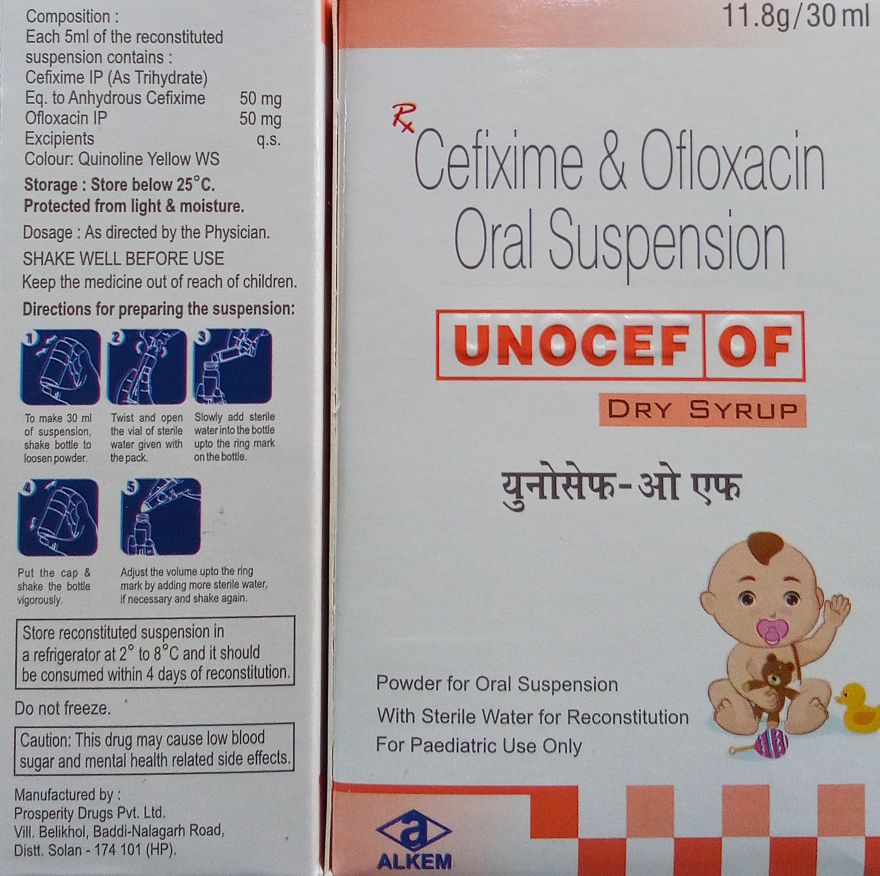 Composition :
Each 5ml of the reconstituted
suspension contains :
Cefixime IP (As Trihydrate)
Eq. to Anhydrous Cefixime 50 mg
Ofloxacin IP 50 mg
Excipients q.s.
Colour: Quinoline Yellow WS
Storage : Store below 25°C.
Protected from light & moisture.
Dosage : As directed by the Physician.
SHAKE WELL BEFORE USE
Keep the medicine out of reach of children.
Directions for preparing the suspension:
1
To make 30 ml
of suspension,
shake bottle to
loosen powder.
2
Twist and open
the vial of sterile
water given with
the pack.
3
Slowly add sterile
water into the bottle
upto the ring mark
on the bottle.
4
Put the cap &
shake the bottle
vigorously.
5
Adjust the volume upto the ring
mark by adding more sterile water,
if necessary and shake again.
Store reconstituted suspension in
a refrigerator at 2° to 8°C and it should
be consumed within 4 days of reconstitution.
Do not freeze.
Caution: This drug may cause low blood
sugar and mental health related side effects.
Manufactured by :
Prosperity Drugs Pvt. Ltd.
Vill. Belikhol, Baddi-Nalagarh Road,
Distt. Solan - 174 101 (HP).
11.8g/30 ml
Rx
Cefixime & Ofloxacin
Oral Suspension
UNOCEF OF
DRY SYRUP
युनोसेफ-ओ एफ
Powder for Oral Suspension
With Sterile Water for Reconstitution
For Paediatric Use Only
a
ALKEM